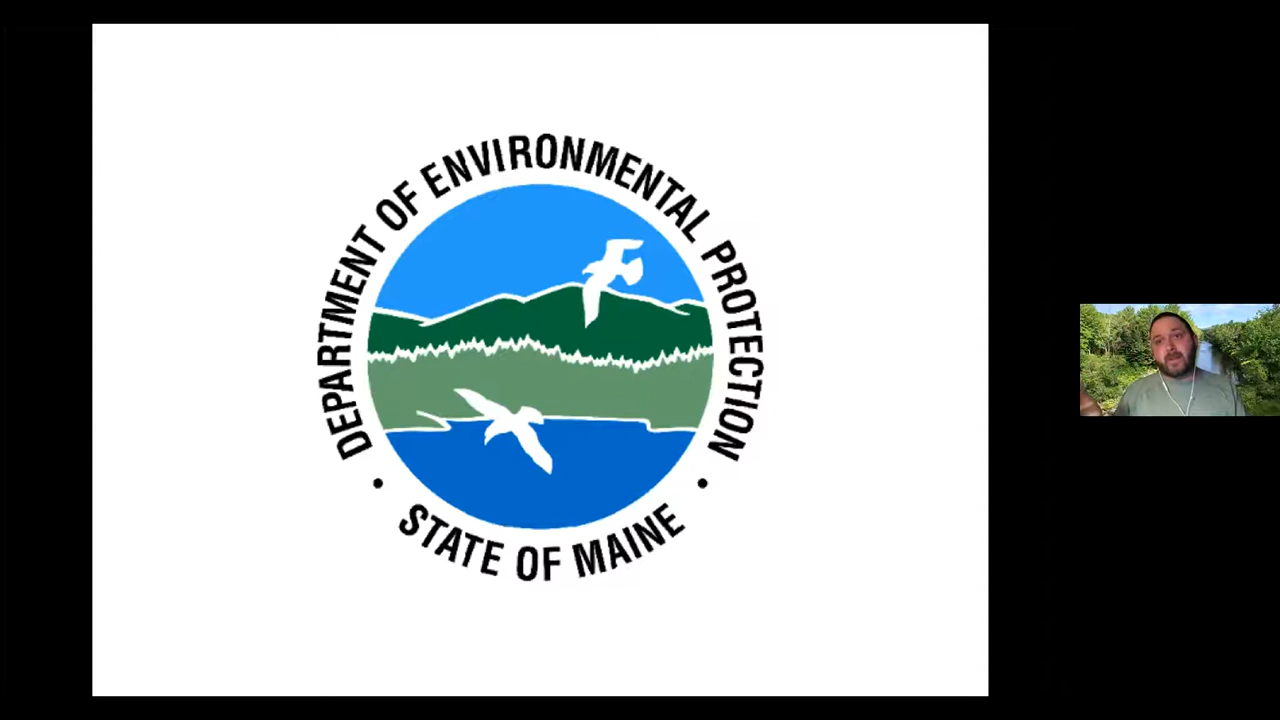 DEPARTMENT OF ENVIRONMENTAL PROTECTION
• STATE OF MAINE •